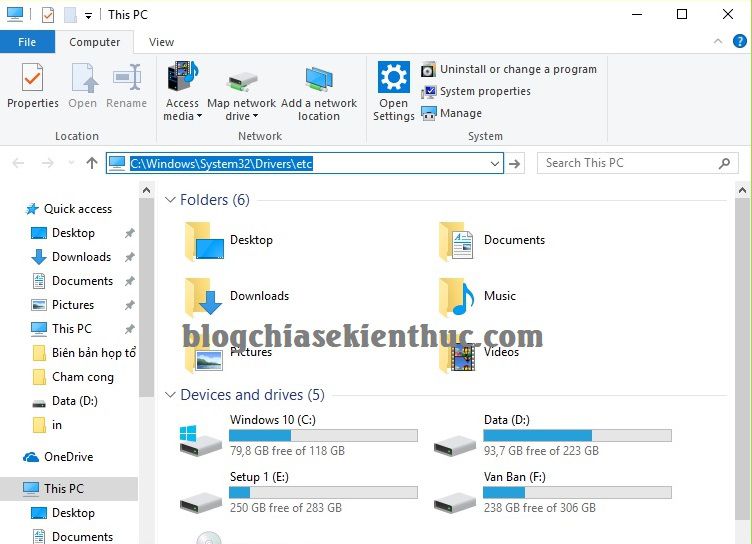 This PC
File Computer View
Properties Open Rename Access media Map network drive Add a network location Open Settings Uninstall or change a program
System properties
Manage
Location Network System
C:\Windows\System32\Drivers\etc Search This PC
Quick access
Desktop
Downloads
Documents
Pictures
This PC
Biên bản họp tổ
Cham cong
Data (D:)
in
OneDrive
This PC
Desktop
Documents
Folders (6)
Desktop Documents
Downloads Music
blogchiasekienthuc.com
Pictures Videos
Devices and drives (5)
Windows 10 (C:) Data (D:)
79,8 GB free of 118 GB 93,7 GB free of 223 GB
Setup 1 (E:) Van Ban (F:)
250 GB free of 283 GB 238 GB free of 306 GB